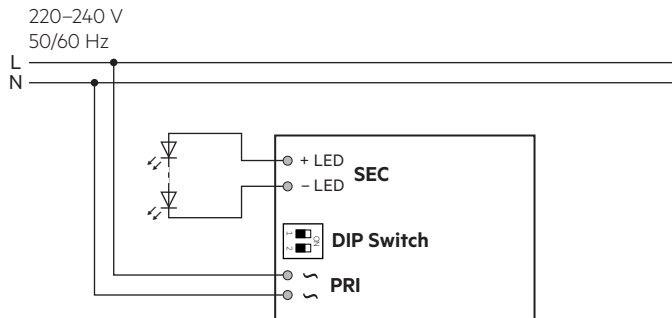 220–240 V
50/60 Hz
L
N
+ LED
– LED
SEC
1
2
ON
DIP Switch
~
~
PRI